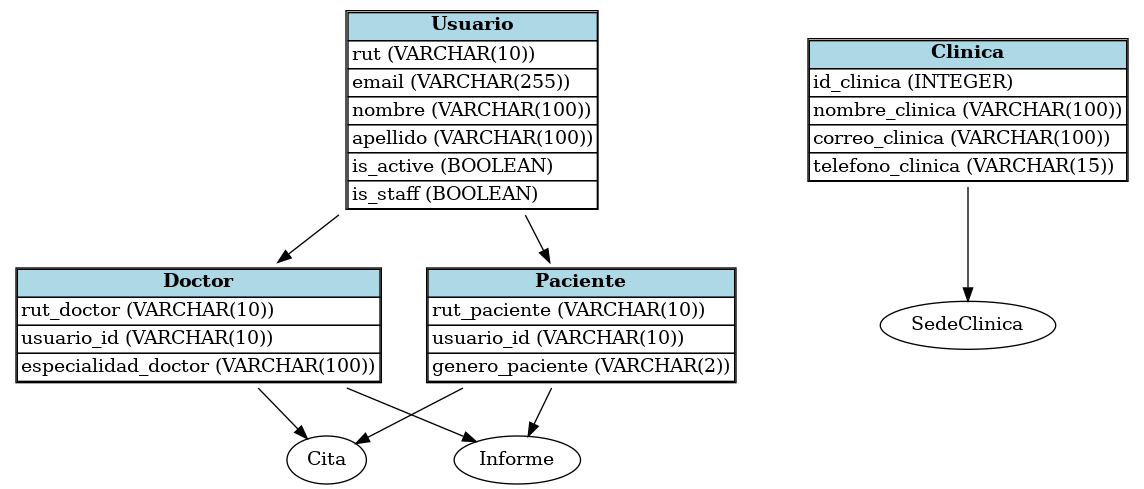 Usuario
rut (VARCHAR(10))
email (VARCHAR(255))
nombre (VARCHAR(100))
apellido (VARCHAR(100))
is_active (BOOLEAN)
is_staff (BOOLEAN)
Clinica
id_clinica (INTEGER)
nombre_clinica (VARCHAR(100))
correo_clinica (VARCHAR(100))
telefono_clinica (VARCHAR(15))
Doctor
rut_doctor (VARCHAR(10))
usuario_id (VARCHAR(10))
especialidad_doctor (VARCHAR(100))
Paciente
rut_paciente (VARCHAR(10))
usuario_id (VARCHAR(10))
genero_paciente (VARCHAR(2))
SedeClinica
Cita
Informe